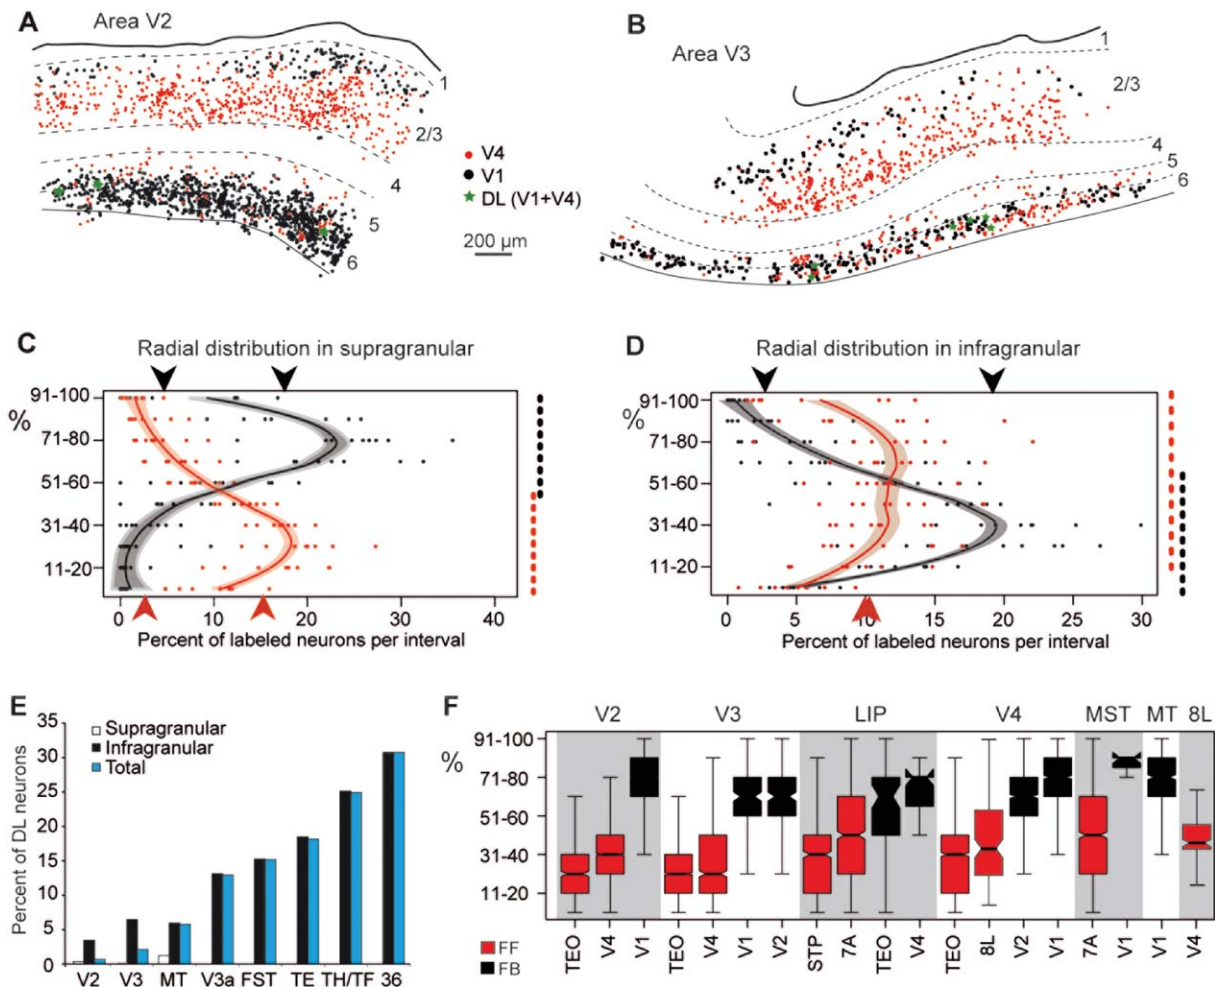 A
Area V2
1
2/3
4
5
6
V4
V1
DL (V1+V4)
200 µm
B
Area V3
1
2/3
4
5
6
C
Radial distribution in supragranular
%
91-100
71-80
51-60
31-40
11-20
0 10 20 30 40
Percent of labeled neurons per interval
D
Radial distribution in infragranular
%
91-100
71-80
51-60
31-40
11-20
0 5 10 15 20 25 30
Percent of labeled neurons per interval
E
Percent of DL neurons
35
30
25
20
15
10
5
0
Supragranular
Infragranular
Total
V2 V3 MT V3a FST TE TH/TF 36
F
V2 V3 LIP V4 MST MT 8L
%
91-100
71-80
51-60
31-40
11-20
FF
FB
TEO V4 V1 TEO V4 V1 V2 STP 7A TEO V4 TEO 8L V2 V1 7A V1 V1 V4